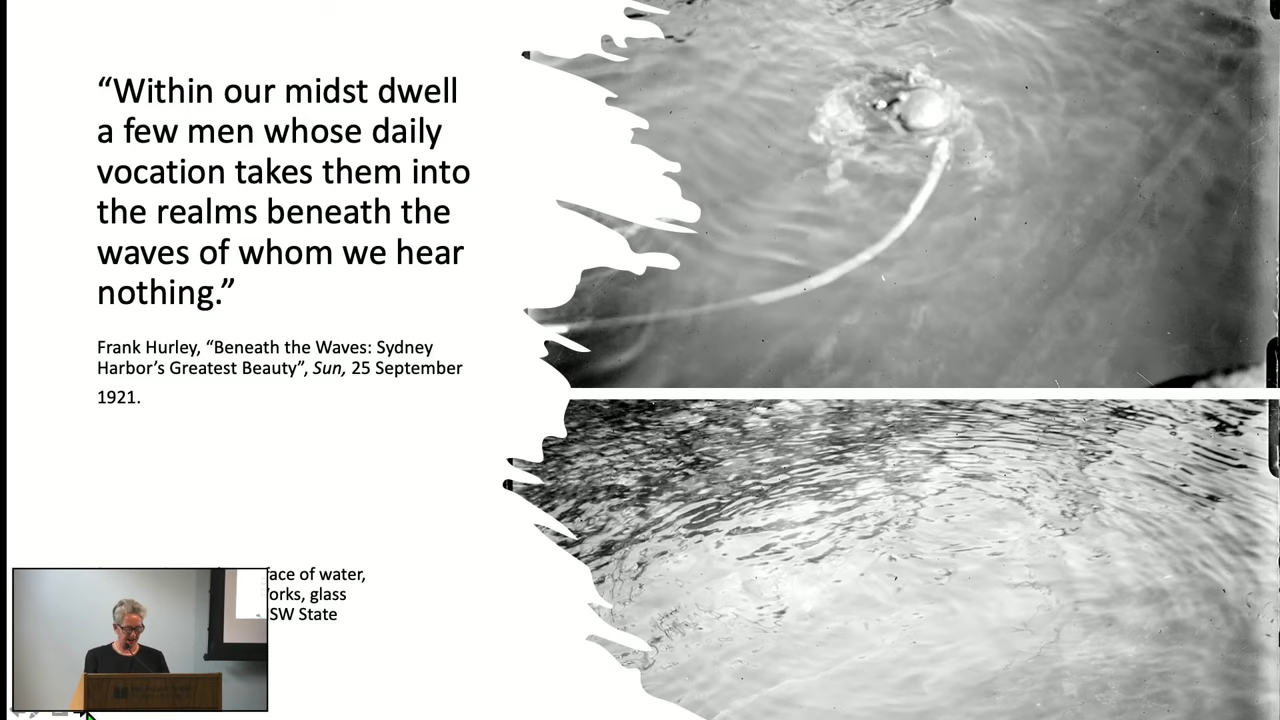 “Within our midst dwell
a few men whose daily
vocation takes them into
the realms beneath the
waves of whom we hear
nothing.”
Frank Hurley, “Beneath the Waves: Sydney
Harbor’s Greatest Beauty”, Sun, 25 September
1921.
face of water,
orks, glass
SW State